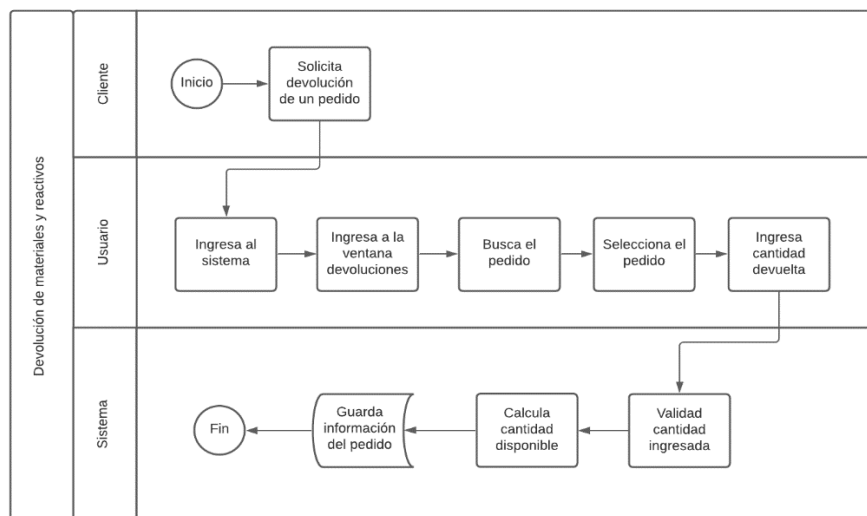 Devolución de materiales y reactivos
Cliente
Inicio
Solicita
devolución
de un pedido
Usuario
Ingresa al
sistema
Ingresa a la
ventana
devoluciones
Busca el
pedido
Selecciona el
pedido
Ingresa
cantidad
devuelta
Sistema
Fin
Guarda
información
del pedido
Calcula
cantidad
disponible
Validad
cantidad
ingresada